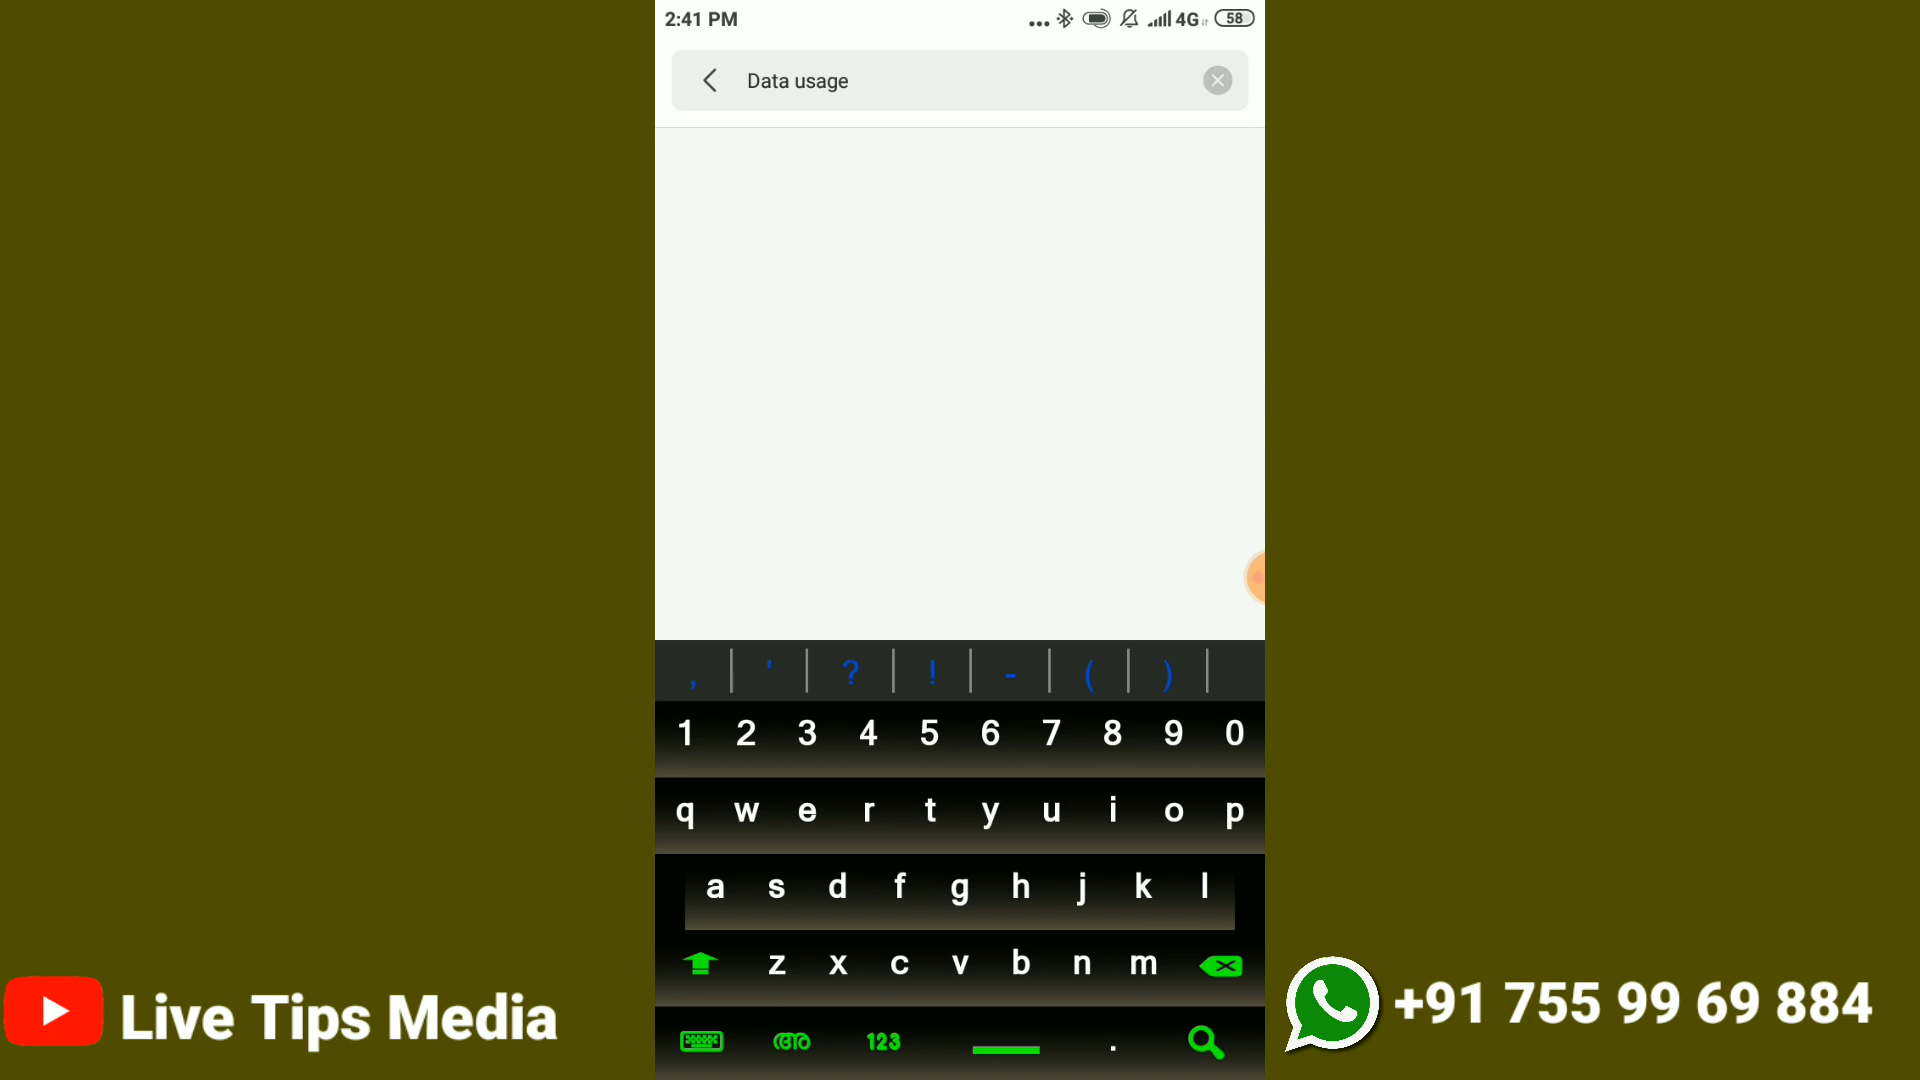 2:41 PM
4G 58
Data usage
, ' ? ! - ( )
1 2 3 4 5 6 7 8 9 0
q w e r t y u i o p
a s d f g h j k l
z x c v b n m
അ 123 .
Live Tips Media
+91 755 99 69 884